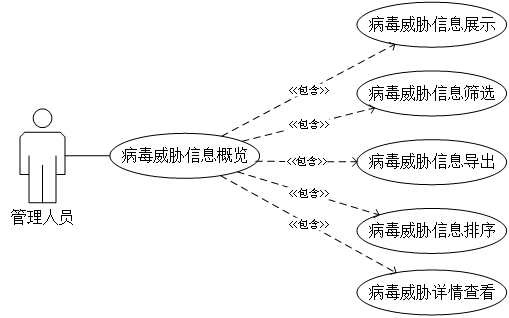 病毒威胁信息展示
<<包含>>
病毒威胁信息筛选
<<包含>>
病毒威胁信息概览
<<包含>>
病毒威胁信息导出
<<包含>>
管理人员
<<包含>>
病毒威胁信息排序
病毒威胁详情查看